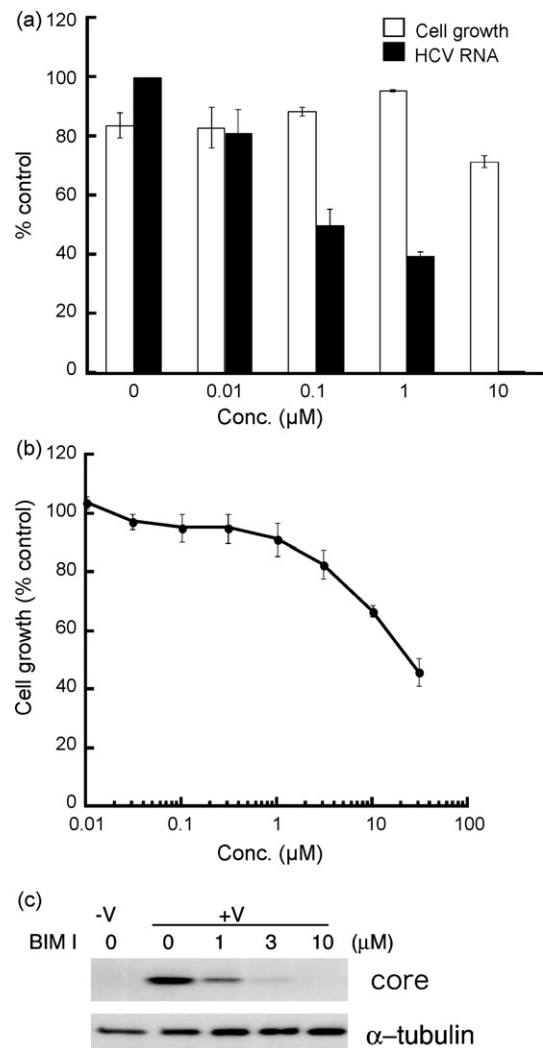 (a)
120
100
80
60
40
20
0
% control
Cell growth
HCV RNA
0 0.01 0.1 1 10
Conc. (µM)
(b)
120
100
80
60
40
20
0
Cell growth (% control)
0.01 0.1 1 10 100
Conc. (µM)
(c)
-V +V
BIM I 0 0 1 3 10 (µM)
core
α–tubulin